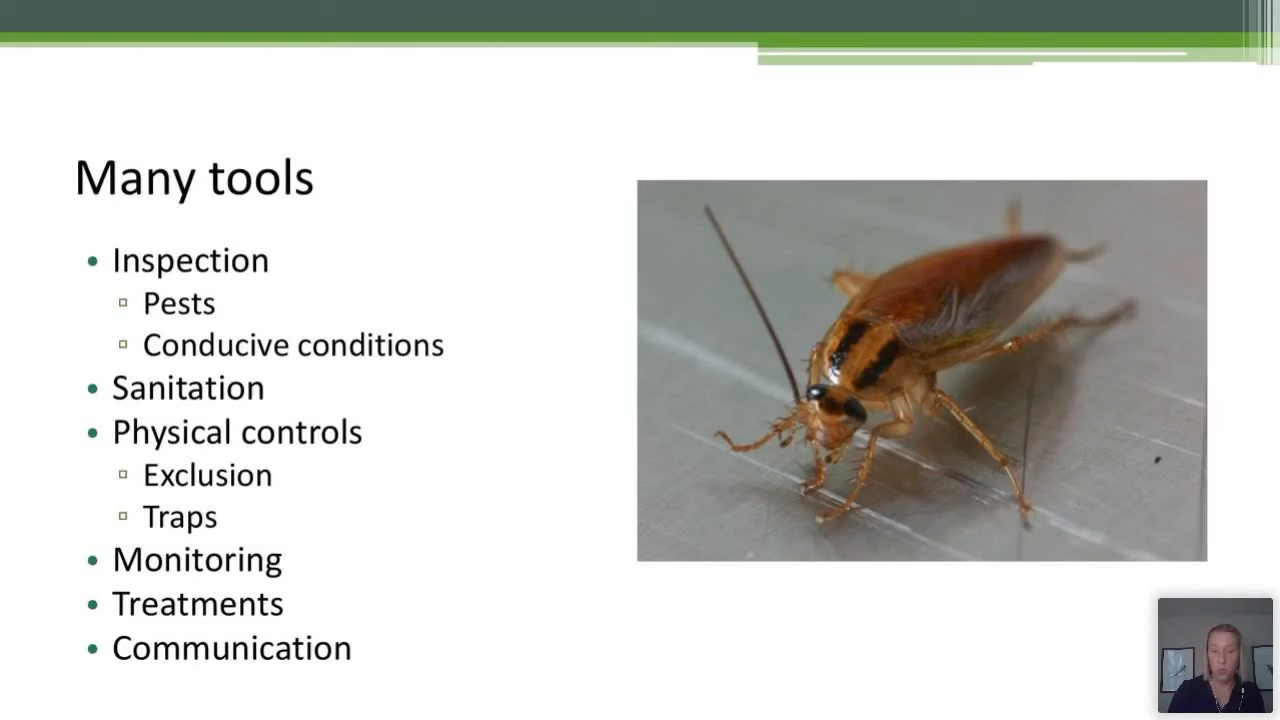 Many tools
Inspection
Pests
Conducive conditions
Sanitation
Physical controls
Exclusion
Traps
Monitoring
Treatments
Communication